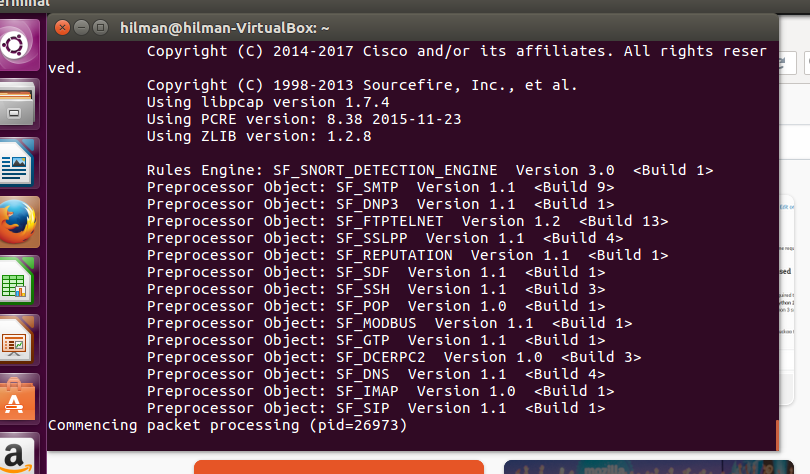 erminal
hilman@hilman-VirtualBox: ~
Copyright (C) 2014-2017 Cisco and/or its affiliates. All rights reser
ved.
Copyright (C) 1998-2013 Sourcefire, Inc., et al.
Using libpcap version 1.7.4
Using PCRE version: 8.38 2015-11-23
Using ZLIB version: 1.2.8
Rules Engine: SF_SNORT_DETECTION_ENGINE  Version 3.0  <Build 1>
Preprocessor Object: SF_SMTP  Version 1.1  <Build 9>
Preprocessor Object: SF_DNP3  Version 1.1  <Build 1>
Preprocessor Object: SF_FTPTELNET  Version 1.2  <Build 13>
Preprocessor Object: SF_SSLPP  Version 1.1  <Build 4>
Preprocessor Object: SF_REPUTATION  Version 1.1  <Build 1>
Preprocessor Object: SF_SDF  Version 1.1  <Build 1>
Preprocessor Object: SF_SSH  Version 1.1  <Build 3>
Preprocessor Object: SF_POP  Version 1.0  <Build 1>
Preprocessor Object: SF_MODBUS  Version 1.1  <Build 1>
Preprocessor Object: SF_GTP  Version 1.1  <Build 1>
Preprocessor Object: SF_DCERPC2  Version 1.0  <Build 3>
Preprocessor Object: SF_DNS  Version 1.1  <Build 4>
Preprocessor Object: SF_IMAP  Version 1.0  <Build 1>
Preprocessor Object: SF_SIP  Version 1.1  <Build 1>
Commencing packet processing (pid=26973)
mozilla